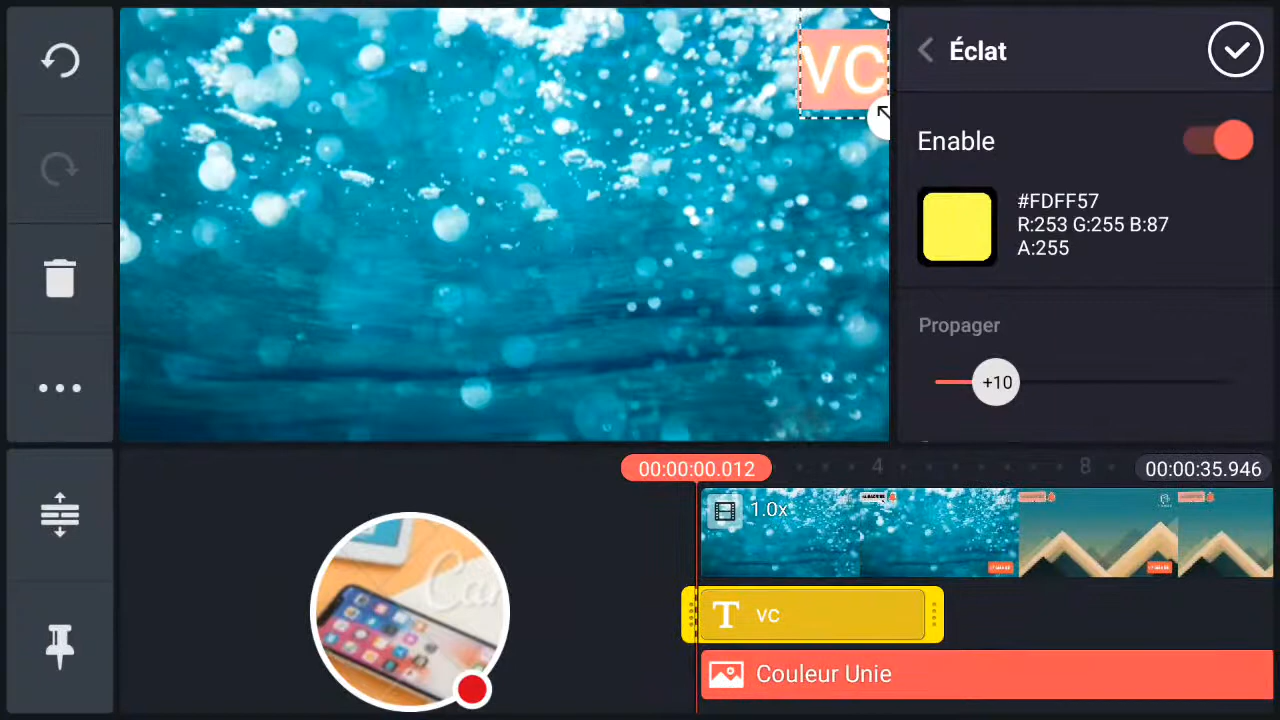 VC
Éclat
Enable
#FDFF57
R:253 G:255 B:87
A:255
Propager
+10
00:00:00.012
4
8
00:00:35.946
1.0x
T VC
Couleur Unie